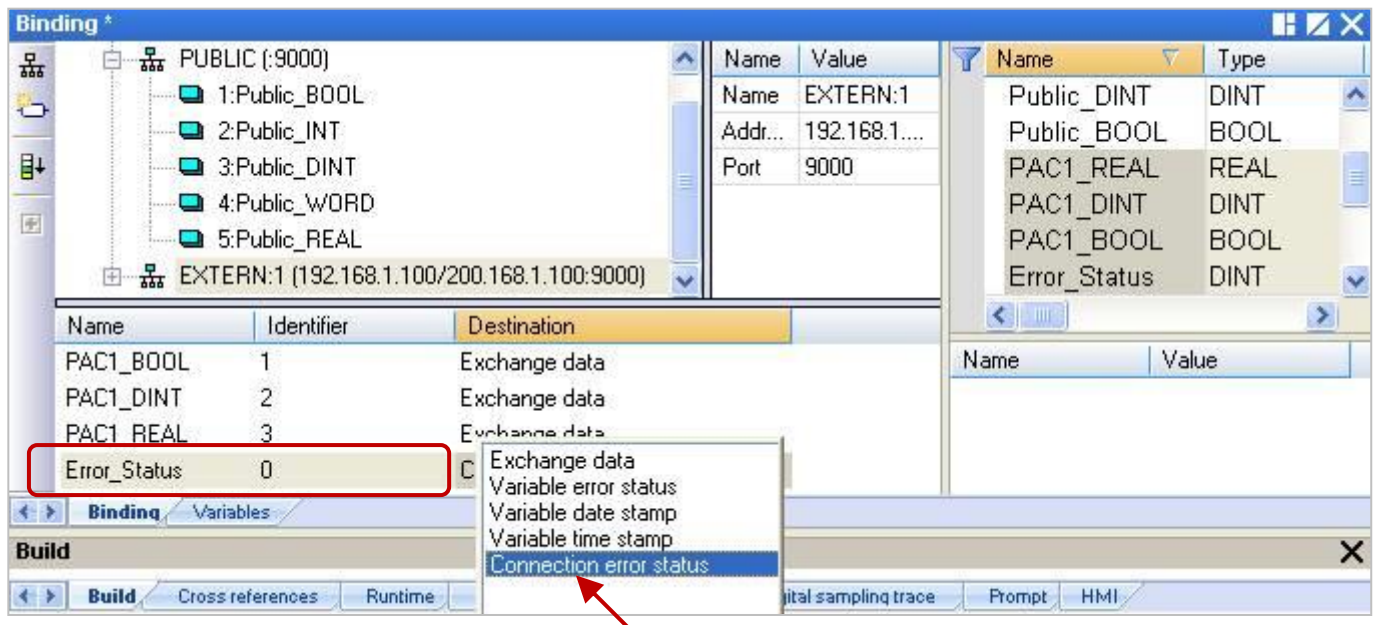 Binding *
PUBLIC (:9000)
1:Public_BOOL
2:Public_INT
3:Public_DINT
4:Public_WORD
5:Public_REAL
EXTERN:1 (192.168.1.100/200.168.1.100:9000)
Name Value
Name EXTERN:1
Addr... 192.168.1....
Port 9000
Name Type
Public_DINT DINT
Public_BOOL BOOL
PAC1_REAL REAL
PAC1_DINT DINT
PAC1_BOOL BOOL
Error_Status DINT
Name Value
Name Identifier Destination
PAC1_BOOL 1 Exchange data
PAC1_DINT 2 Exchange data
PAC1_REAL 3 Exchange data
Error_Status 0 C
Exchange data
Variable error status
Variable date stamp
Variable time stamp
Connection error status
Binding Variables
Build
Build Cross references Runtime ital sampling trace Prompt HMI